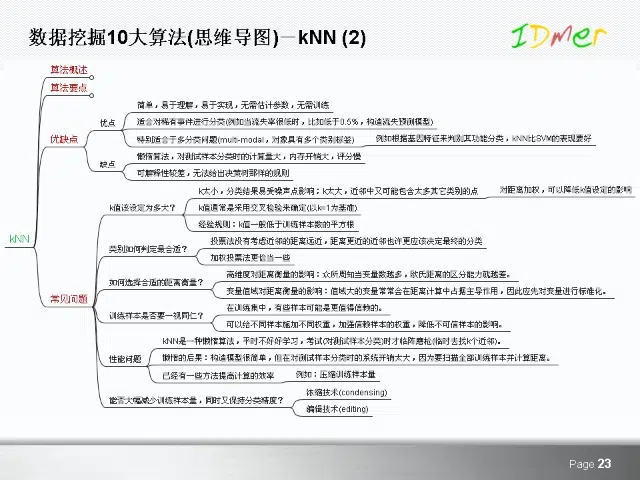 数据挖掘10大算法(思维导图)－kNN (2)
IDMer
kNN
算法概述
算法要点
优缺点
优点
简单，易于理解，易于实现，无需估计参数，无需训练
适合对稀有事件进行分类(例如当流失率很低时，比如低于0.5%，构造流失预测模型)
特别适合于多分类问题(multi-modal，对象具有多个类别标签)
例如根据基因特征来判别其功能分类，kNN比SVM的表现要好
缺点
懒惰算法，对测试样本分类时的计算量大，内存开销大，评分慢
可解释性较差，无法给出决策树那样的规则
常见问题
k值该设定为多大？
k太小，分类结果易受噪声点影响；k太大，近邻中又可能包含太多其它类别的点
对距离加权，可以降低k值设定的影响
k值通常是采用交叉检验来确定(以k=1为基准)
经验规则：k值一般低于训练样本数的平方根
类别如何判定最合适？
投票法没有考虑近邻的距离远近，距离更近的近邻也许更应该决定最终的分类
加权投票法更恰当一些
如何选择合适的距离衡量？
高维度对距离衡量的影响：众所周知当变量数越多，欧氏距离的区分能力就越差。
变量值域对距离衡量的影响：值域越大的变量常常会在距离计算中占据主导作用，因此应先对变量进行标准化。
训练样本是否要一视同仁？
在训练集中，有些样本可能是更值得信赖的。
可以给不同样本施加不同权重，加强信赖样本的权重，降低不可信样本的影响。
性能问题
kNN是一种懒惰算法，平时不好好学习，考试(对测试样本分类)时才临阵磨枪(临时去找k个近邻)。
懒惰的后果：构造模型很简单，但在对测试样本分类时的系统开销太大，因为要扫描全部训练样本并计算距离。
已经有一些方法提高计算的效率
例如：压缩训练样本量
能否大幅减少训练样本量，同时又保持分类精度？
浓缩技术(condensing)
编辑技术(editing)
Page 23